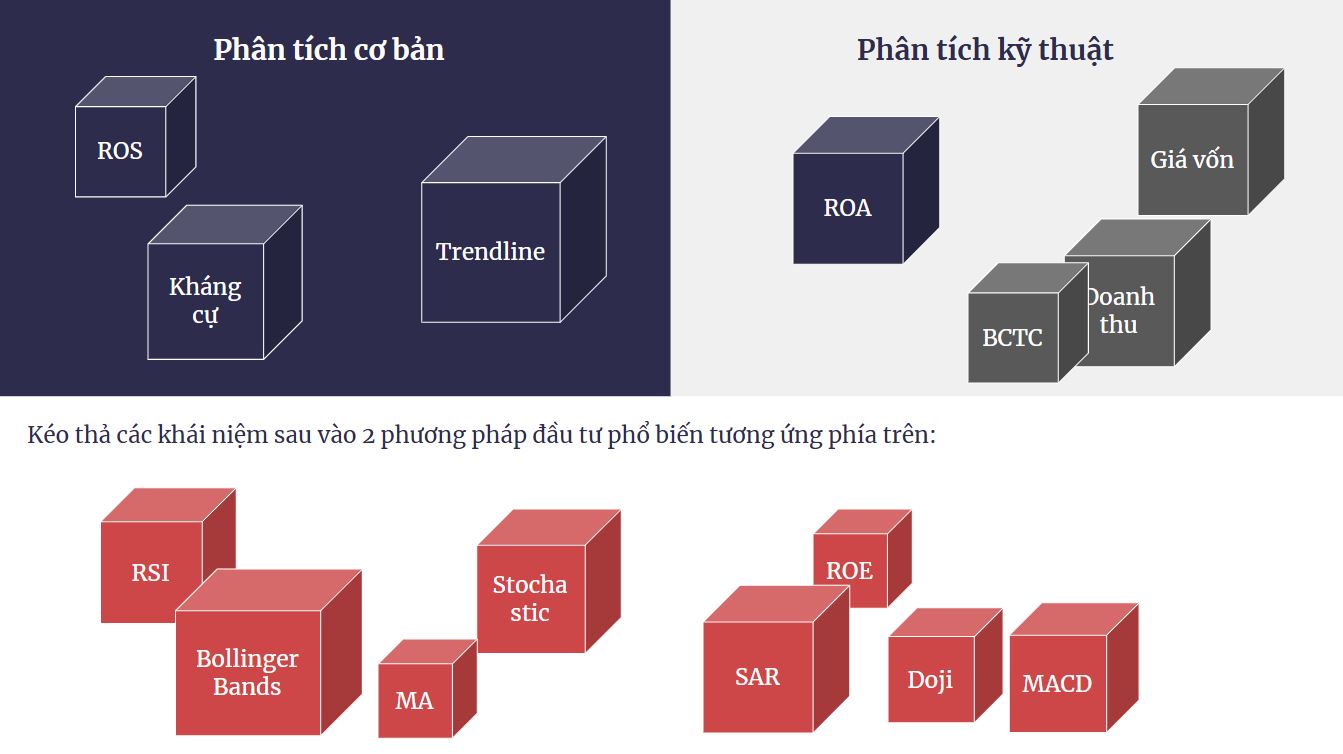 Phân tích cơ bản
ROS
Kháng
cự
Trendline
Phân tích kỹ thuật
ROA
Giá vốn
BCTC
Doanh
thu
Kéo thả các khái niệm sau vào 2 phương pháp đầu tư phổ biến tương ứng phía trên:
RSI
Bollinger
Bands
MA
Stocha
stic
ROE
SAR
Doji
MACD